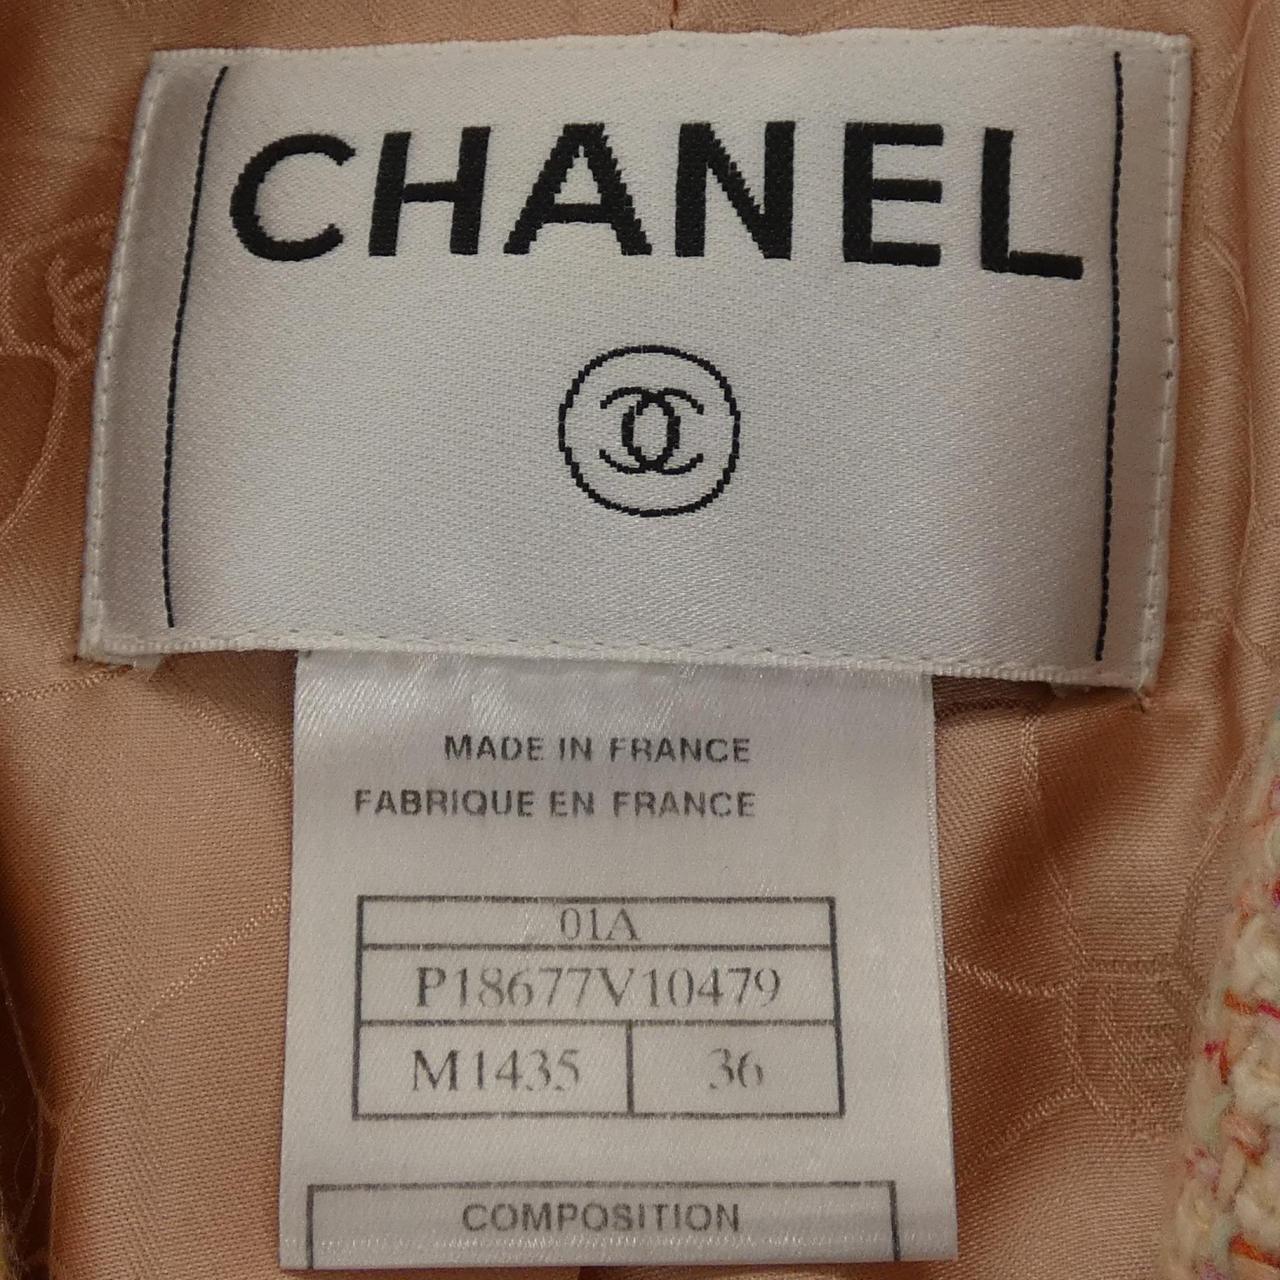 CHANEL
MADE IN FRANCE
FABRIQUE EN FRANCE
01A
P18677V10479
M1435 36
COMPOSITION